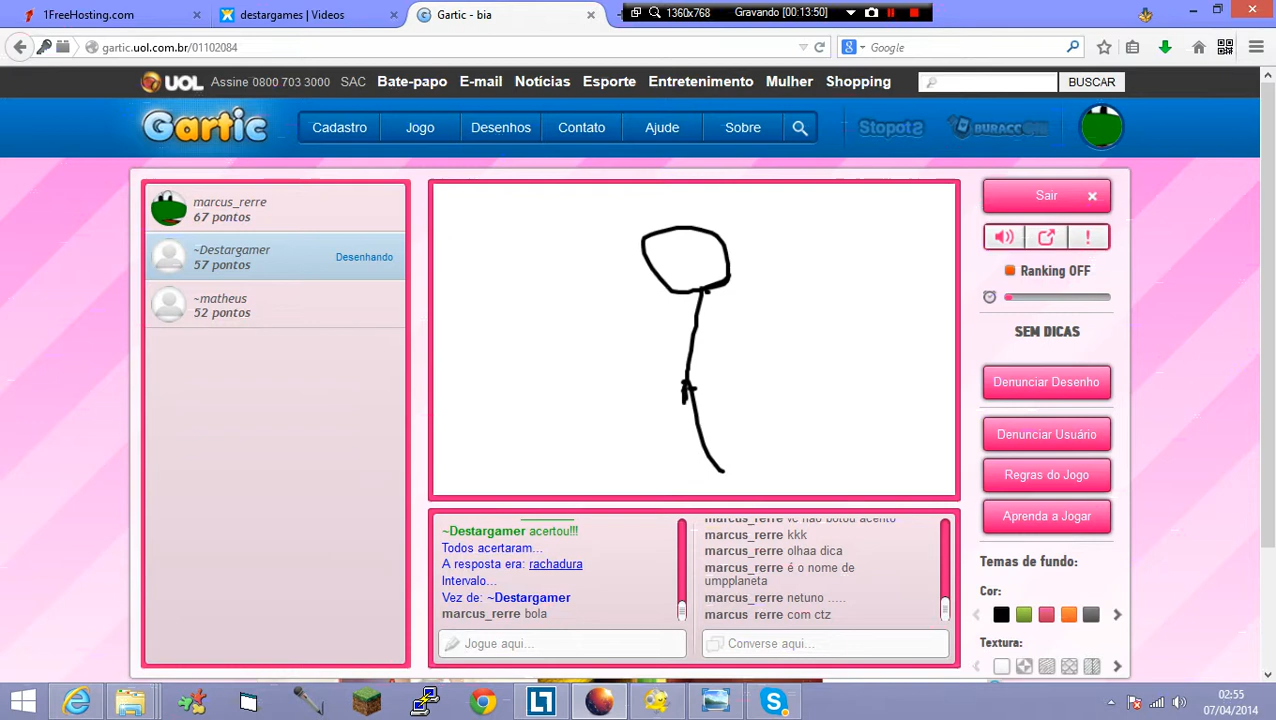 1FreeHosting.com
destargames | Videos
Gartic - bia
1360x768
Gravando [00:13:50]
gartic.uol.com.br/01102084
Google
UOL Assine 0800 703 3000 SAC Bate-papo E-mail Notícias Esporte Entretenimento Mulher Shopping BUSCAR
Gartic Cadastro Jogo Desenhos Contato Ajude Sobre Stopots
marcus_rerre
67 pontos
~Destargamer
57 pontos
Desenhando
~matheus
52 pontos
Sair
Ranking OFF
SEM DICAS
Denunciar Desenho
Denunciar Usuário
Regras do Jogo
Aprenda a Jogar
Temas de fundo:
Cor:
Textura:
~Destargamer acertou!!!
Todos acertaram...
A resposta era: rachadura
Intervalo...
Vez de: ~Destargamer
marcus_rerre bola
Jogue aqui...
marcus_rerre vc não botou acento
marcus_rerre kkk
marcus_rerre olhaa dica
marcus_rerre é o nome de
umpplaneta
marcus_rerre netuno .....
marcus_rerre com ctz
Converse aqui...
02:55
07/04/2014